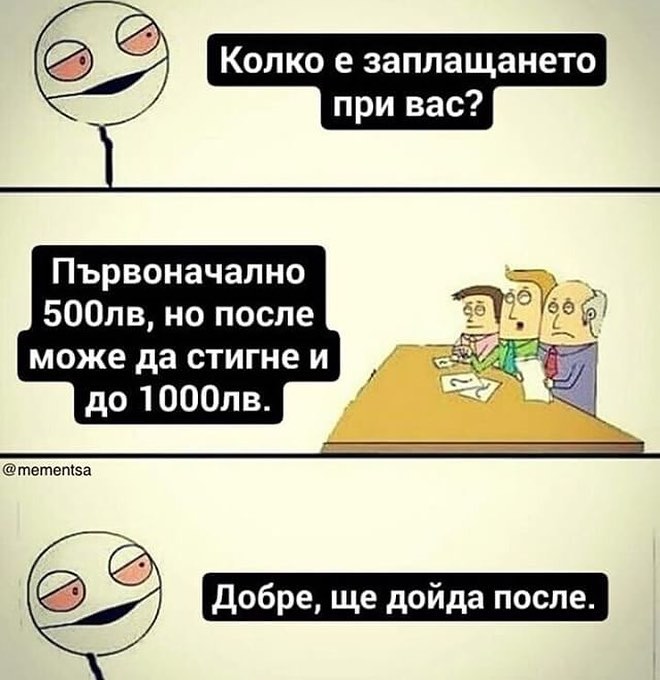 Колко е заплащането
при вас?
Първоначално
500лв, но после
може да стигне и
до 1000лв.
@mementsa
Добре, ще дойда после.